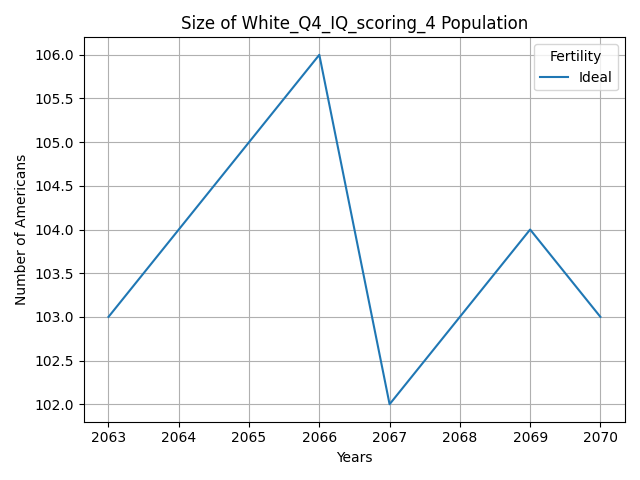 Size of White_Q4_IQ_scoring_4 Population
Fertility
Ideal
Number of Americans
106.0
105.5
105.0
104.5
104.0
103.5
103.0
102.5
102.0
2063 2064 2065 2066 2067 2068 2069 2070
Years